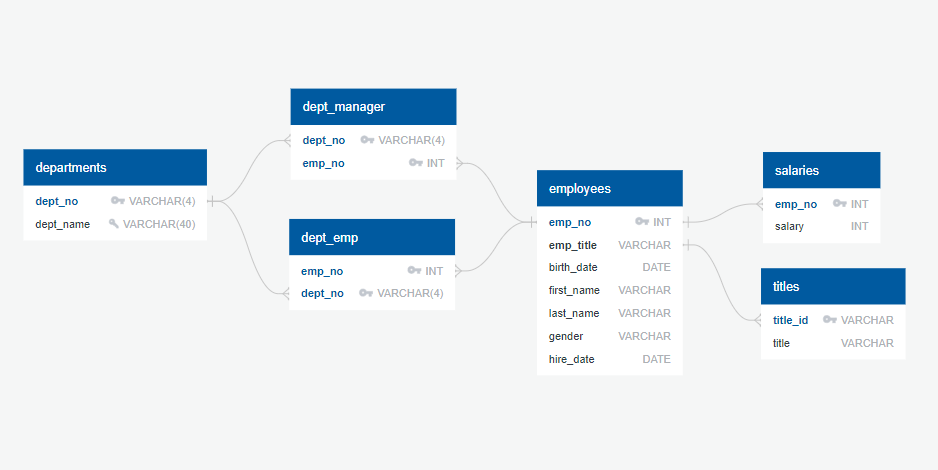 departments
dept_no VARCHAR(4)
dept_name VARCHAR(40)
dept_manager
dept_no VARCHAR(4)
emp_no INT
dept_emp
emp_no INT
dept_no VARCHAR(4)
employees
emp_no INT
emp_title VARCHAR
birth_date DATE
first_name VARCHAR
last_name VARCHAR
gender VARCHAR
hire_date DATE
salaries
emp_no INT
salary INT
titles
title_id VARCHAR
title VARCHAR